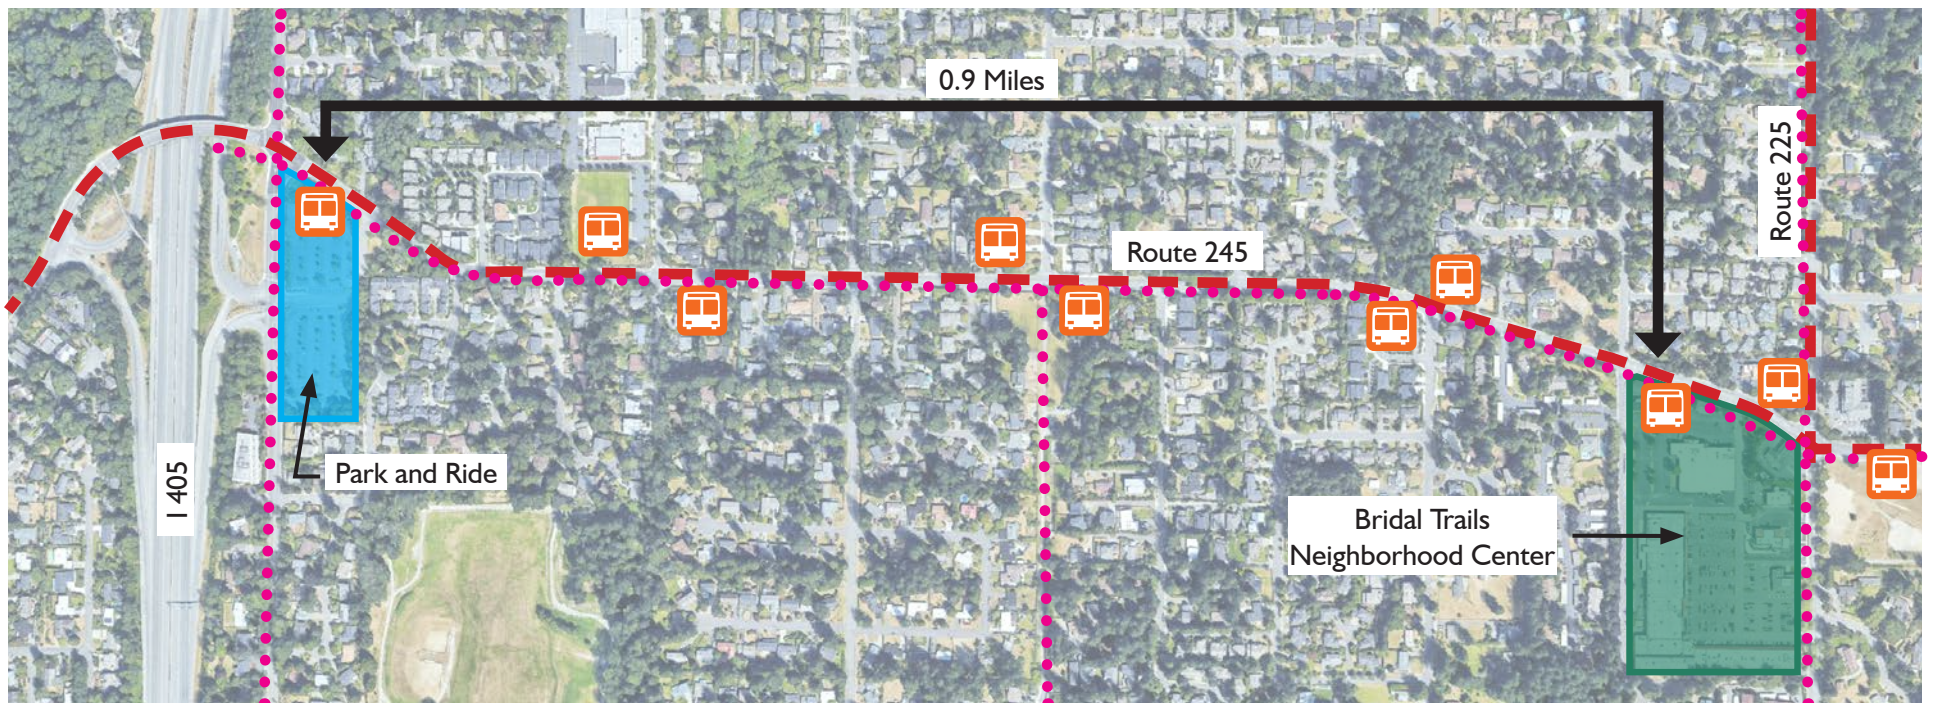 0.9 Miles
Route 225
Route 245
Park and Ride
I 405
Bridal Trails
Neighborhood Center